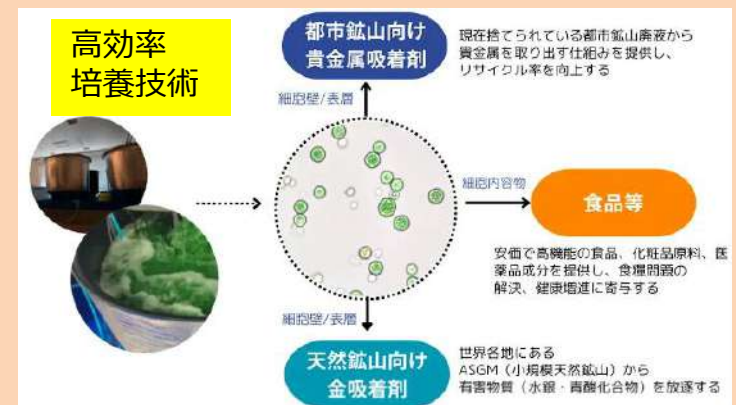 高効率
培養技術
都市鉱山向け
貴金属吸着剤
現在捨てられている都市鉱山廃液から
貴金属を取り出す仕組みを提供し、
リサイクル率を向上する
細胞壁/表層
細胞内容物
食品等
安価で高機能の食品、化粧品原料、医
薬品成分を提供し、食糧問題の
解決、健康増進に寄与する
細胞壁/表層
天然鉱山向け
金吸着剤
世界各地にある
ASGM（小規模天然鉱山）から
有害物質（水銀・青酸化合物）を放逐する